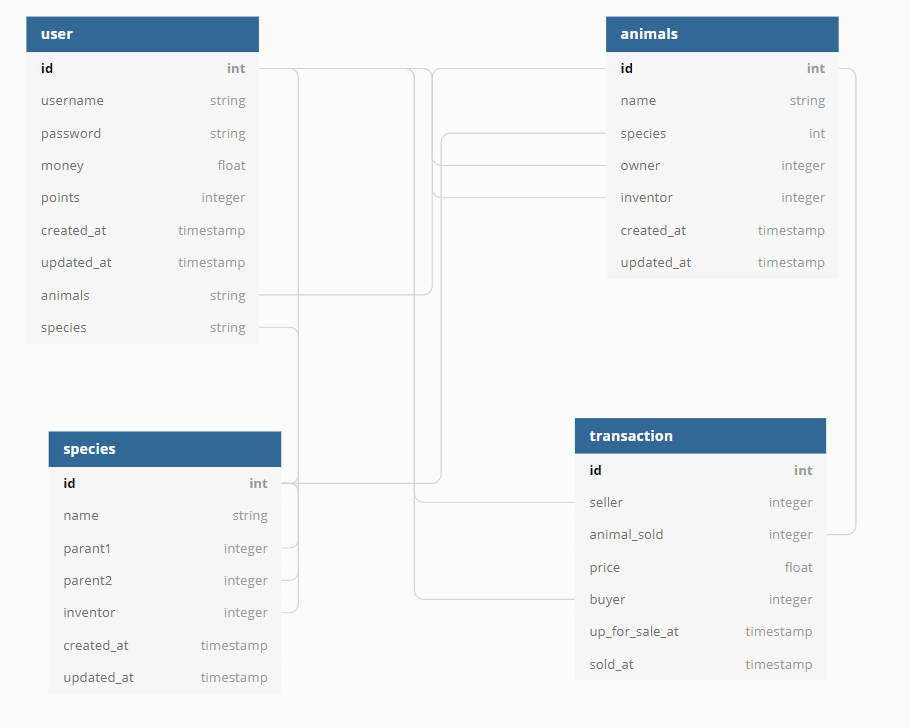 user
id int
username string
password string
money float
points integer
created_at timestamp
updated_at timestamp
animals string
species string
animals
id int
name string
species int
owner integer
inventor integer
created_at timestamp
updated_at timestamp
species
id int
name string
parant1 integer
parent2 integer
inventor integer
created_at timestamp
updated_at timestamp
transaction
id int
seller integer
animal_sold integer
price float
buyer integer
up_for_sale_at timestamp
sold_at timestamp